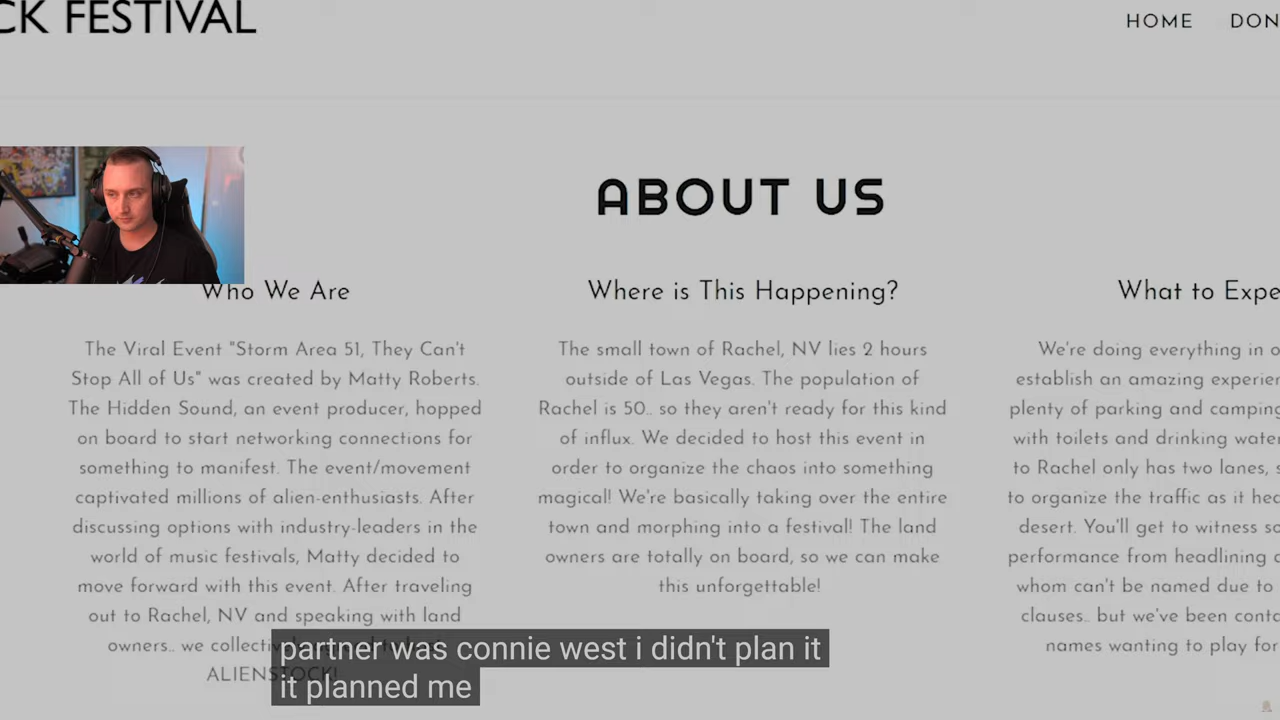 CK FESTIVAL
HOME DON
ABOUT US
Who We Are
The Viral Event "Storm Area 51, They Can't
Stop All of Us" was created by Matty Roberts.
The Hidden Sound, an event producer, hopped
on board to start networking connections for
something to manifest. The event/movement
captivated millions of alien-enthusiasts. After
discussing options with industry-leaders in the
world of music festivals, Matty decided to
move forward with this event. After traveling
out to Rachel, NV and speaking with land
owners.. we collectiv
ALIENSTOCK!
Where is This Happening?
The small town of Rachel, NV lies 2 hours
outside of Las Vegas. The population of
Rachel is 50.. so they aren't ready for this kind
of influx. We decided to host this event in
order to organize the chaos into something
magical! We're basically taking over the entire
town and morphing into a festival! The land
owners are totally on board, so we can make
this unforgettable!
What to Expe
We're doing everything in o
establish an amazing experien
plenty of parking and camping
with toilets and drinking water
to Rachel only has two lanes, s
to organize the traffic as it hea
desert. You'll get to witness so
performance from headlining a
whom can't be named due to
clauses.. but we've been conta
names wanting to play for
partner was connie west i didn't plan it
it planned me